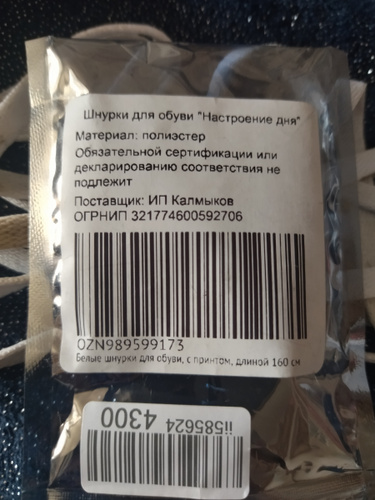 Шнурки для обуви "Настроение дня"
Материал: полиэстер
Обязательной сертификации или
декларированию соответствия не
подлежит
Поставщик: ИП Калмыков
ОГРНИП 321774600592706
OZN989599173
Белые шнурки для обуви, с принтом, длиной 160 см
4300
ii585624